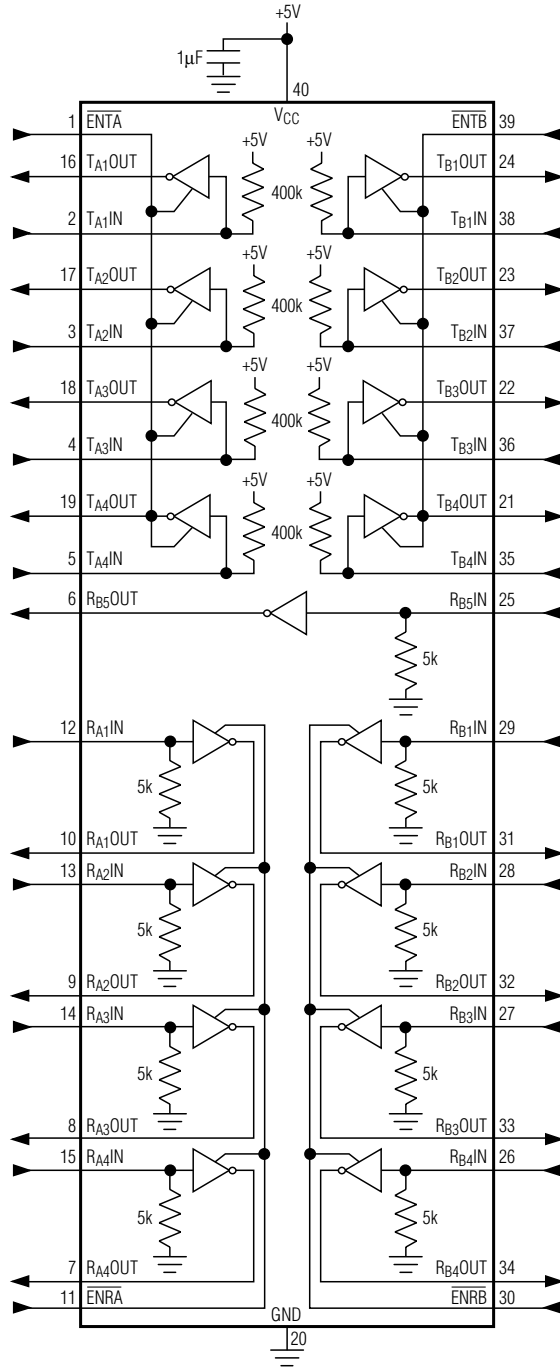 +5V
1µF
40
VCC
1 ENTA
ENTB 39
16 TA1OUT
+5V
+5V
TB1OUT 24
400k
2 TA1IN
TB1IN 38
17 TA2OUT
+5V
+5V
TB2OUT 23
400k
3 TA2IN
TB2IN 37
18 TA3OUT
+5V
+5V
TB3OUT 22
400k
4 TA3IN
TB3IN 36
19 TA4OUT
+5V
+5V
TB4OUT 21
400k
5 TA4IN
TB4IN 35
6 RB5OUT
RB5IN 25
5k
12 RA1IN
RB1IN 29
5k
5k
10 RA1OUT
RB1OUT 31
13 RA2IN
RB2IN 28
5k
5k
9 RA2OUT
RB2OUT 32
14 RA3IN
RB3IN 27
5k
5k
8 RA3OUT
RB3OUT 33
15 RA4IN
RB4IN 26
5k
5k
7 RA4OUT
RB4OUT 34
11 ENRA
ENRB 30
GND
20